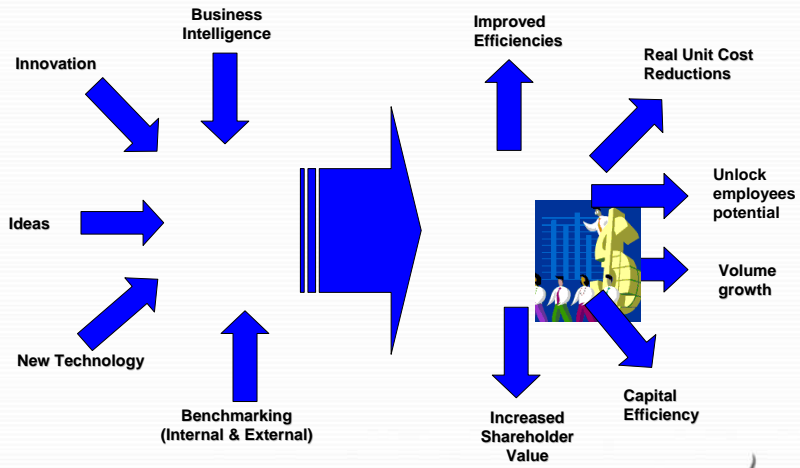 Business
Intelligence
Innovation
Ideas
New Technology
Benchmarking
(Internal & External)
Improved
Efficiencies
Real Unit Cost
Reductions
Unlock
employees
potential
Volume
growth
Capital
Efficiency
Increased
Shareholder
Value